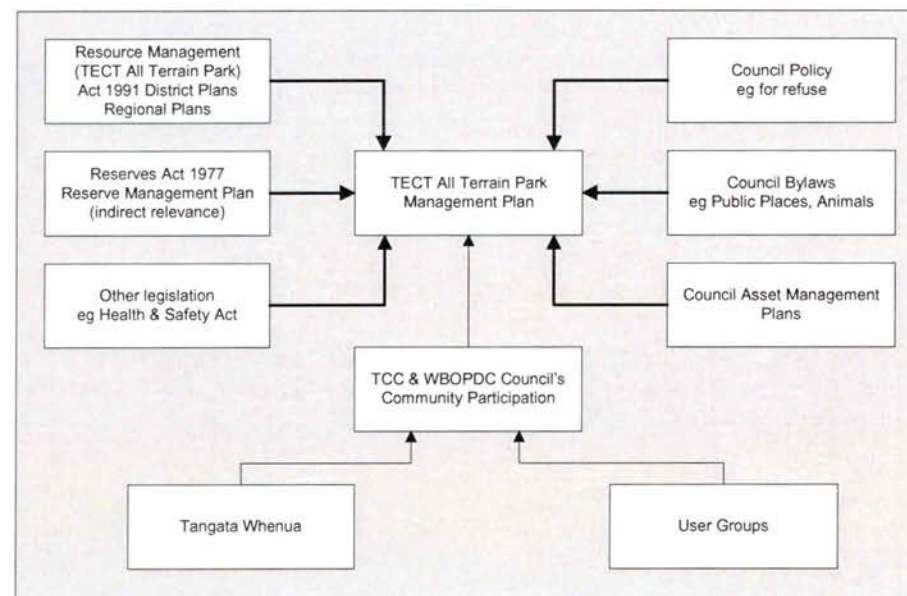 Resource Management
(TECT All Terrain Park)
Act 1991 District Plans
Regional Plans
Council Policy
eg for refuse
Reserves Act 1977
Reserve Management Plan
(indirect relevance)
TECT All Terrain Park
Management Plan
Council Bylaws
eg Public Places, Animals
Other legislation
eg Health & Safety Act
Council Asset Management
Plans
TCC & WBOPDC Council's
Community Participation
Tangata Whenua
User Groups